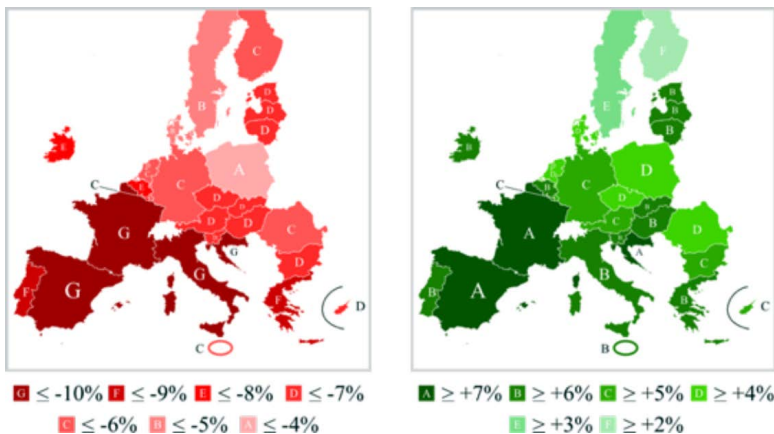 C
B
D
D
D
E
A
C
E
C
D
D
D
D
C
G
G
D
G
F
G
F
D
C
F
E
B
B
B
B
D
C
B
C
D
B
C
B
D
A
A
C
B
B
A
B
C
B
G ≤ -10% F ≤ -9% E ≤ -8% D ≤ -7%
C ≤ -6% B ≤ -5% A ≤ -4%
A ≥ +7% B ≥ +6% C ≥ +5% D ≥ +4%
E ≥ +3% F ≥ +2%